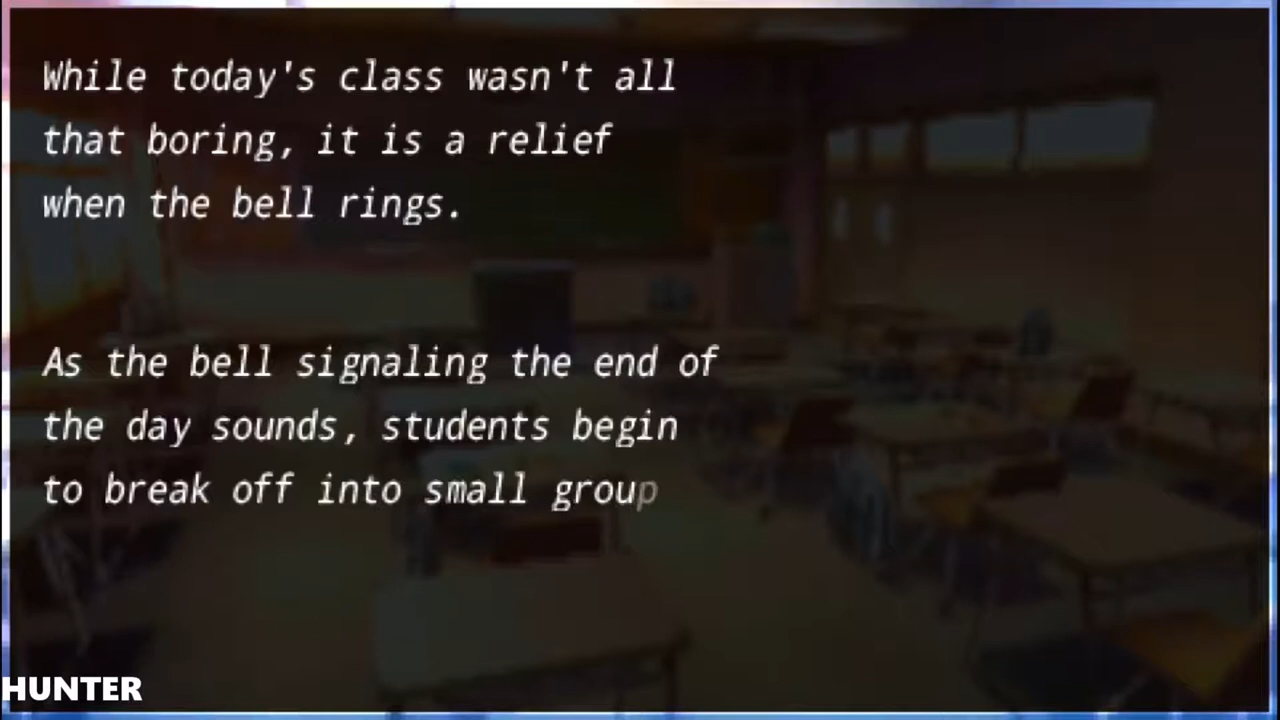 While today's class wasn't all
that boring, it is a relief
when the bell rings.
As the bell signaling the end of
the day sounds, students begin
to break off into small group
HUNTER